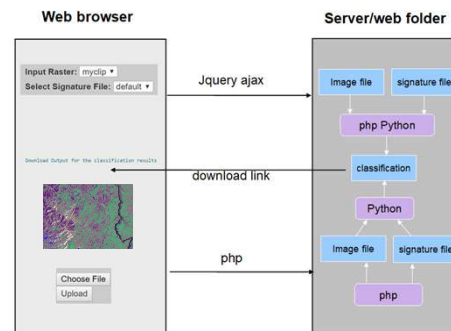 Web browser
Server/web folder
Input Raster: myclip
Select Signature File: default
Jquery ajax
Image file
signature file
php Python
Download Output for the classification results
download link
classification
Python
Image file
signature file
php
Choose File
Upload
php